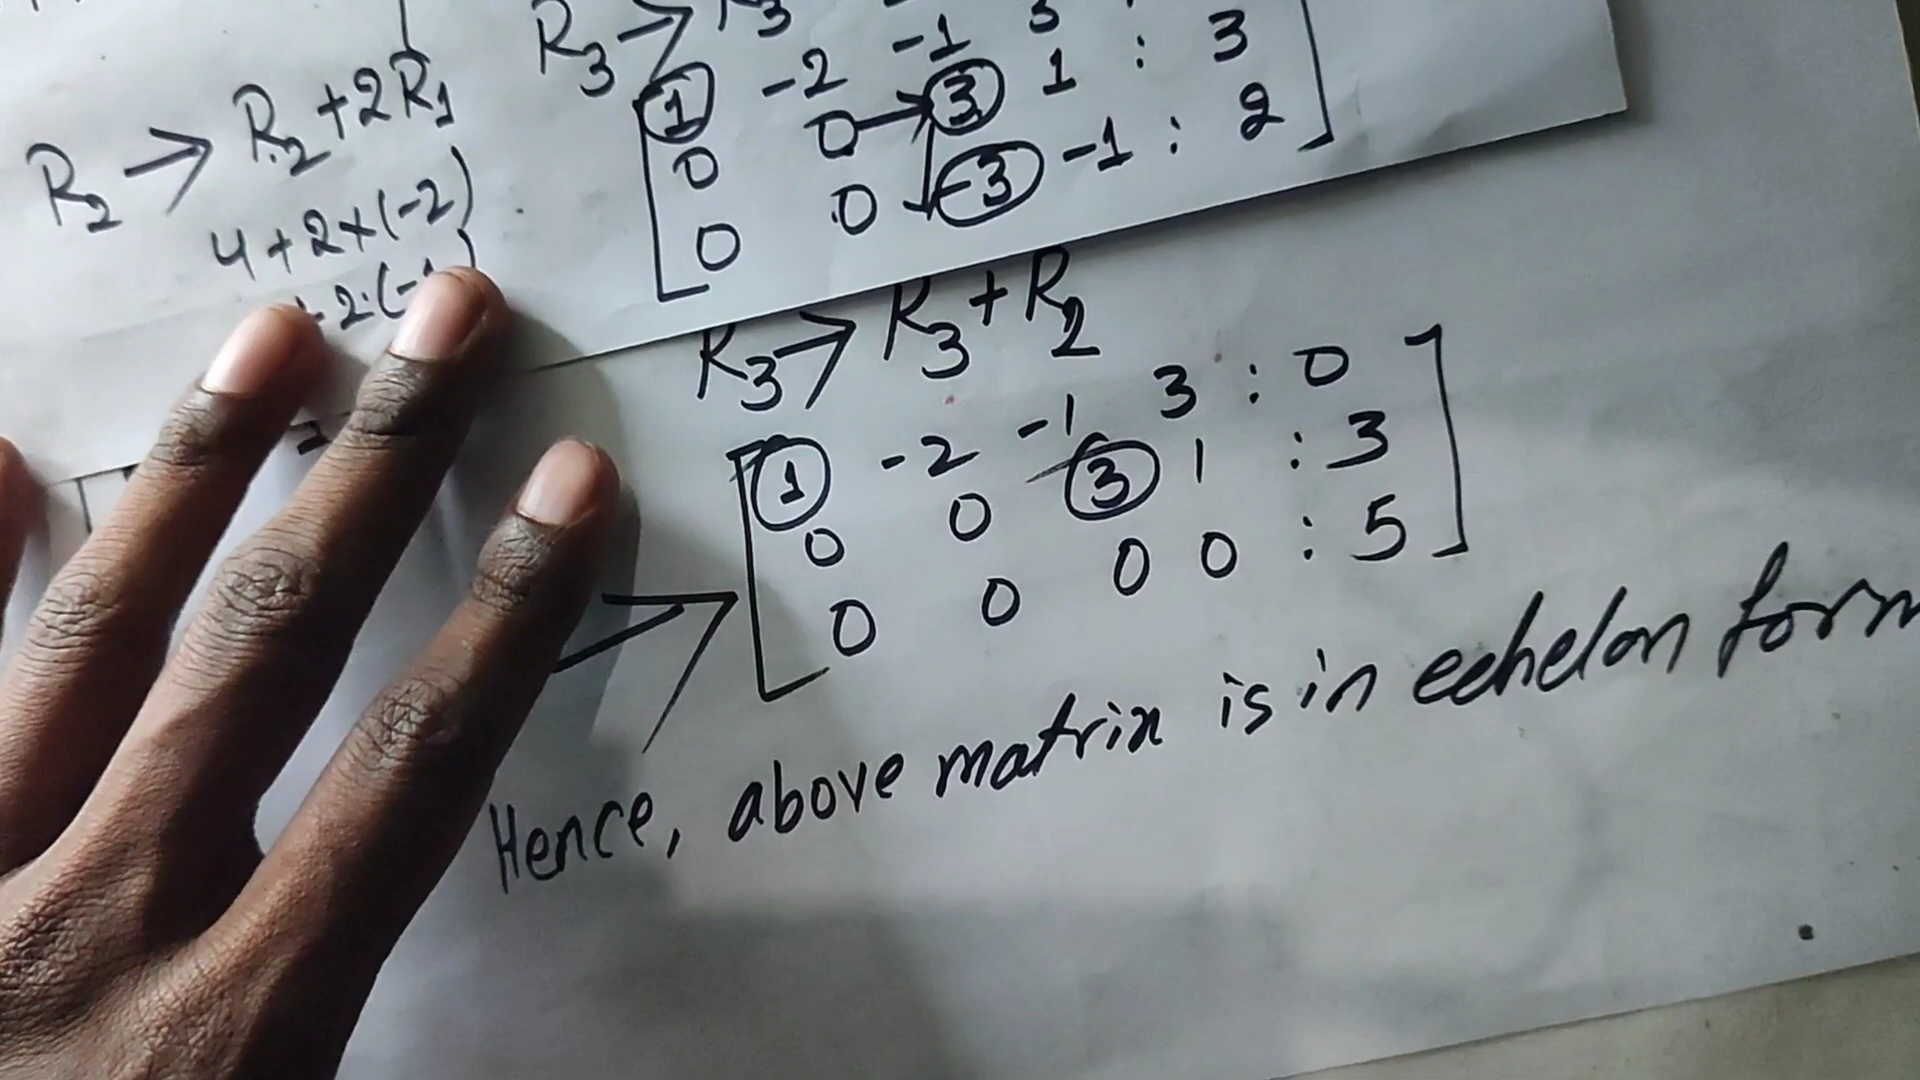 R2 → R2 + 2R1
4 + 2 × (-2)
+ 2·(-1)
R3 → R3
1 -2 -1 3
0 0 3 1 : 3
0 0 -3 -1 : 2
R3 → R3 + R2
1 -2 -1 3 : 0
0 0 3 1 : 3
0 0 0 0 : 5
Hence, above matrix is in echelon form